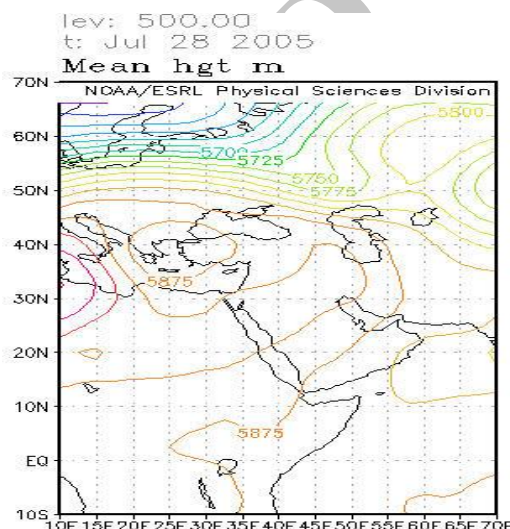 lev: 500.00
t: Jul 28 2005
Mean hgt m
NOAA/ESRL Physical Sciences Division
70N
60N
50N
40N
30N
20N
10N
EQ
10S
5800
5700
5725
5750
5775
5875
5875
10E 15E 20E 25E 30E 35E 40E 45E 50E 55E 60E 65E 70E